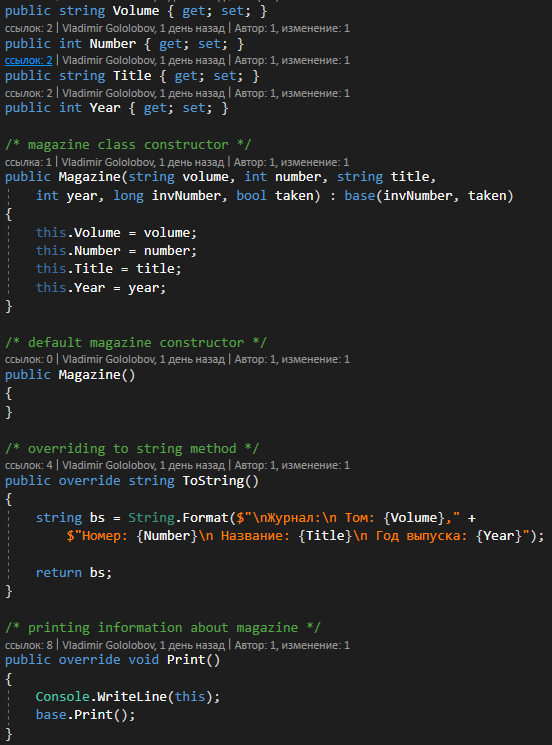 public string Volume { get; set; }
ссылок: 2 | Vladimir Gololobov, 1 день назад | Автор: 1, изменение: 1
public int Number { get; set; }
ссылок: 2 | Vladimir Gololobov, 1 день назад | Автор: 1, изменение: 1
public string Title { get; set; }
ссылок: 2 | Vladimir Gololobov, 1 день назад | Автор: 1, изменение: 1
public int Year { get; set; }
/* magazine class constructor */
ссылка: 1 | Vladimir Gololobov, 1 день назад | Автор: 1, изменение: 1
public Magazine(string volume, int number, string title,
int year, long invNumber, bool taken) : base(invNumber, taken)
{
this.Volume = volume;
this.Number = number;
this.Title = title;
this.Year = year;
}
/* default magazine constructor */
ссылок: 0 | Vladimir Gololobov, 1 день назад | Автор: 1, изменение: 1
public Magazine()
{
}
/* overriding to string method */
ссылок: 4 | Vladimir Gololobov, 1 день назад | Автор: 1, изменение: 1
public override string ToString()
{
string bs = String.Format($"\nЖурнал:\n Том: {Volume}," +
$"Номер: {Number}\n Название: {Title}\n Год выпуска: {Year}");
return bs;
}
/* printing information about magazine */
ссылок: 8 | Vladimir Gololobov, 1 день назад | Автор: 1, изменение: 1
public override void Print()
{
Console.WriteLine(this);
base.Print();
}